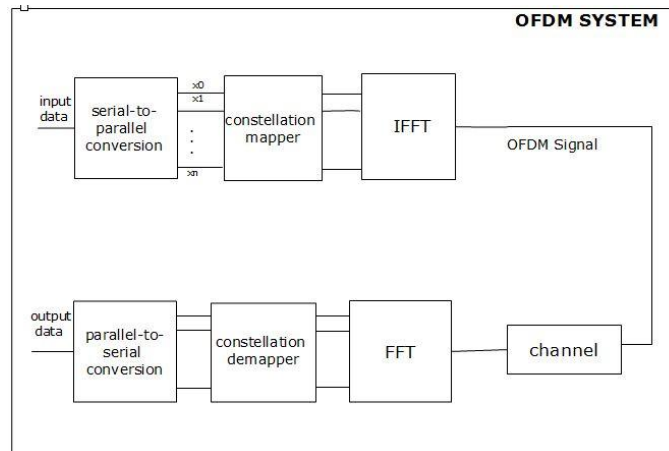 OFDM SYSTEM
input
data
serial-to-
parallel
conversion
x0
x1
xn
constellation
mapper
IFFT
OFDM Signal
output
data
parallel-to-
serial
conversion
constellation
demapper
FFT
channel